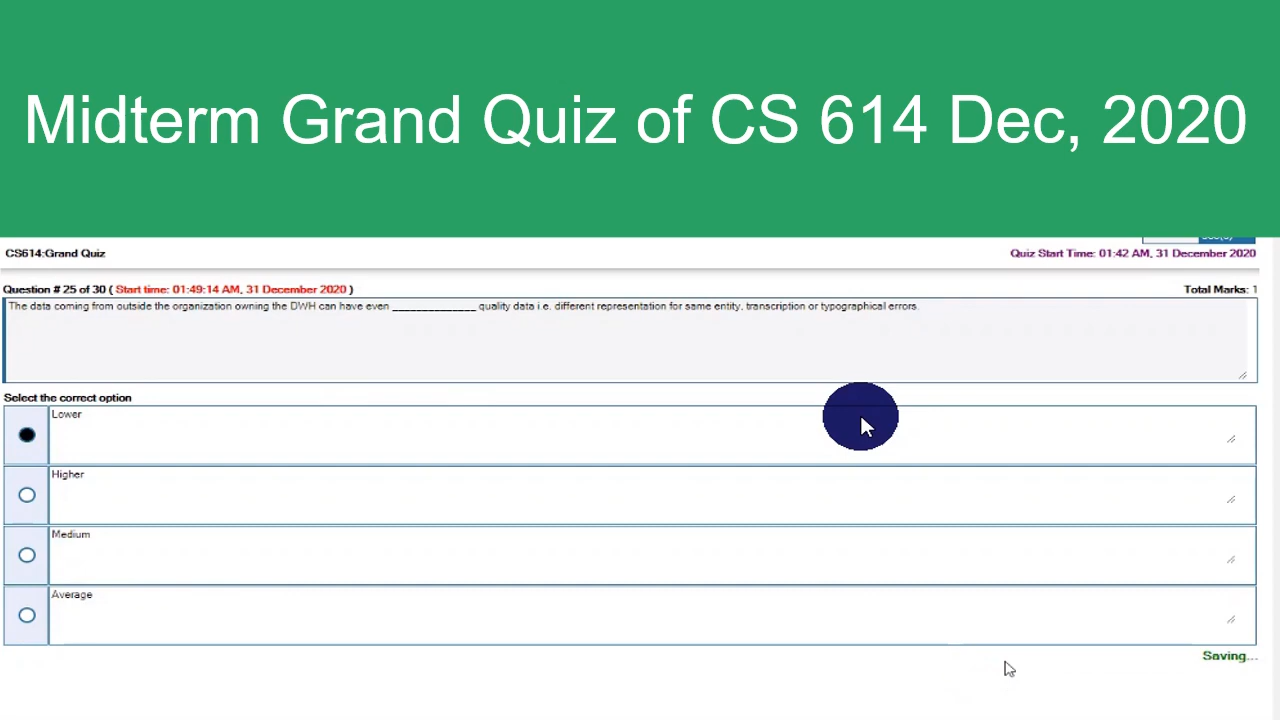 Midterm Grand Quiz of CS 614 Dec, 2020
CS614:Grand Quiz
Quiz Start Time: 01:42 AM, 31 December 2020
Question # 25 of 30 ( Start time: 01:49:14 AM, 31 December 2020 )
Total Marks: 1
The data coming from outside the organization owning the DWH can have even ______________ quality data i.e. different representation for same entity, transcription or typographical errors.
Select the correct option
Lower
Higher
Medium
Average
Saving...